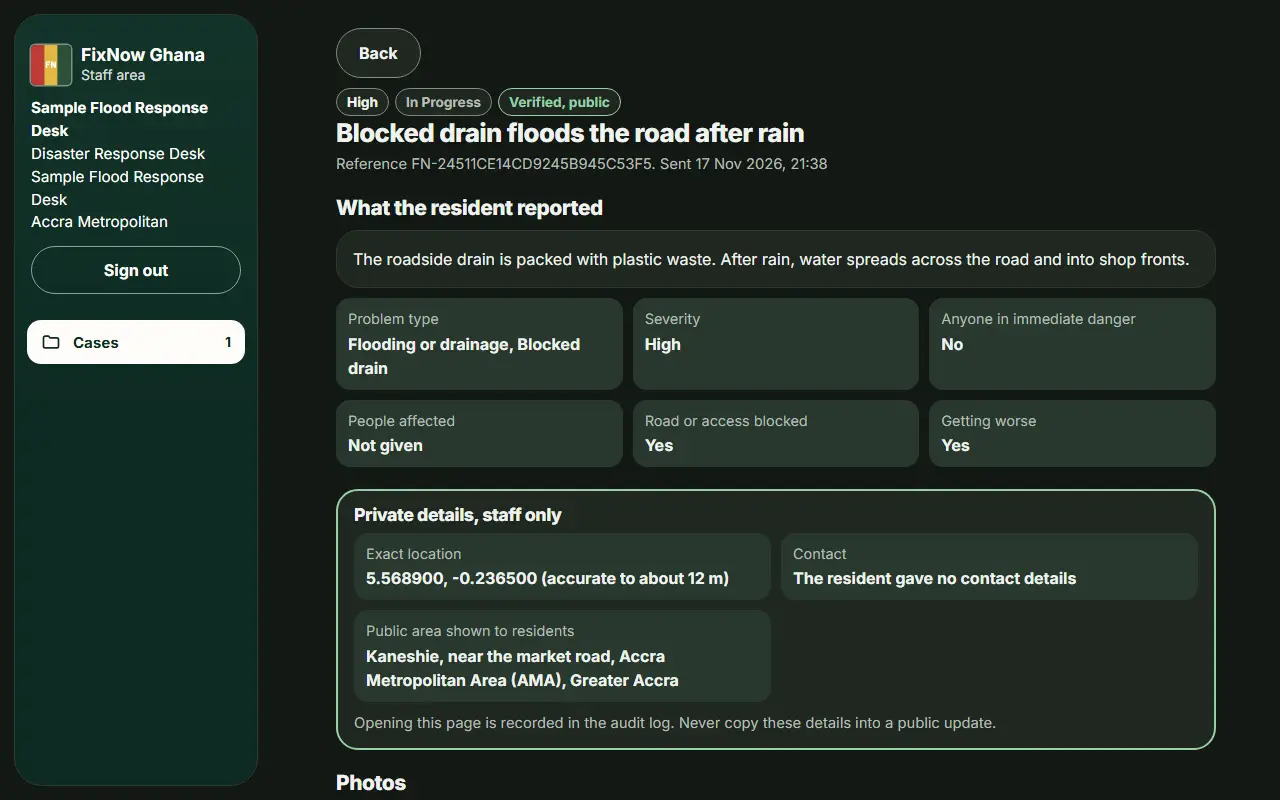 FN
FixNow Ghana
Staff area
Sample Flood Response
Desk
Disaster Response Desk
Sample Flood Response
Desk
Accra Metropolitan
Sign out
Cases 1
Back
High In Progress Verified, public
Blocked drain floods the road after rain
Reference FN-24511CE14CD9245B945C53F5. Sent 17 Nov 2026, 21:38
What the resident reported
The roadside drain is packed with plastic waste. After rain, water spreads across the road and into shop fronts.
Problem type
Flooding or drainage, Blocked
drain
Severity
High
Anyone in immediate danger
No
People affected
Not given
Road or access blocked
Yes
Getting worse
Yes
Private details, staff only
Exact location
5.568900, -0.236500 (accurate to about 12 m)
Contact
The resident gave no contact details
Public area shown to residents
Kaneshie, near the market road, Accra
Metropolitan Area (AMA), Greater Accra
Opening this page is recorded in the audit log. Never copy these details into a public update.
Photos